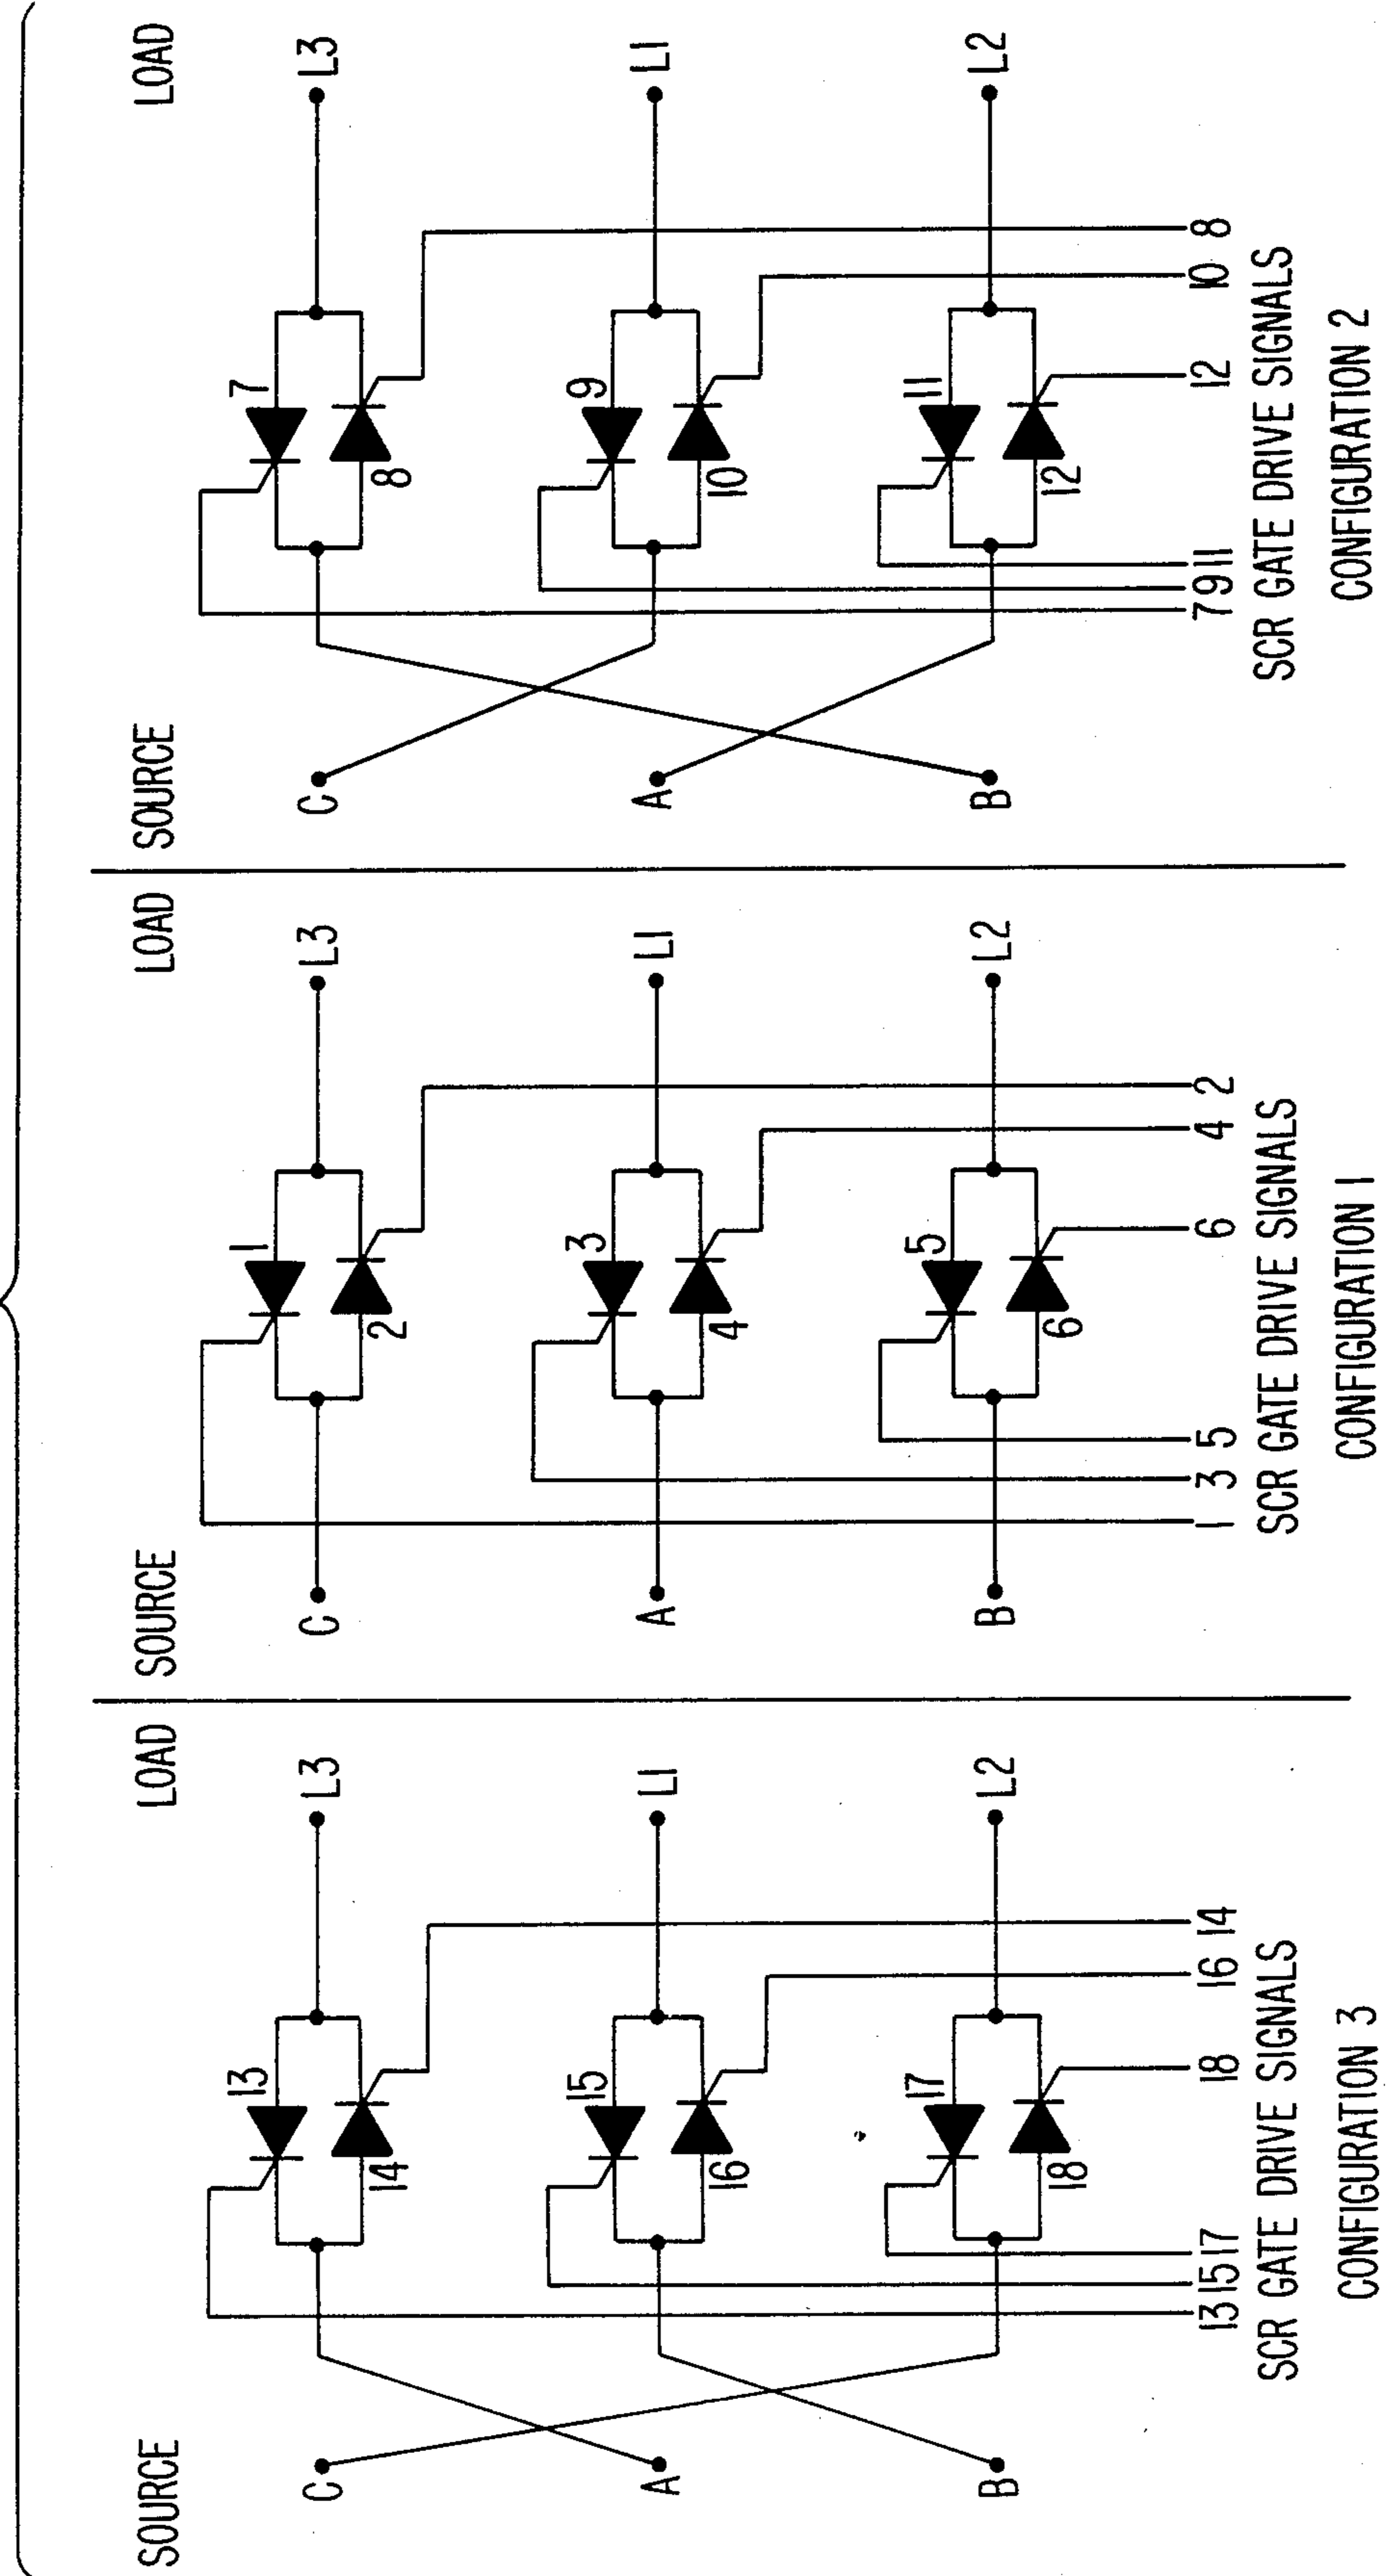 SOURCE
LOAD
C
13
14
L3
A
15
16
L1
B
17
18
L2
13 15 17
18
16
14
SCR GATE DRIVE SIGNALS
CONFIGURATION 3
SOURCE
LOAD
C
1
2
L3
A
3
4
L1
B
5
6
L2
1
3
5
6
4
2
SCR GATE DRIVE SIGNALS
CONFIGURATION 1
SOURCE
LOAD
C
7
8
L3
A
9
10
L1
B
11
12
L2
7 9 11
12
10
8
SCR GATE DRIVE SIGNALS
CONFIGURATION 2